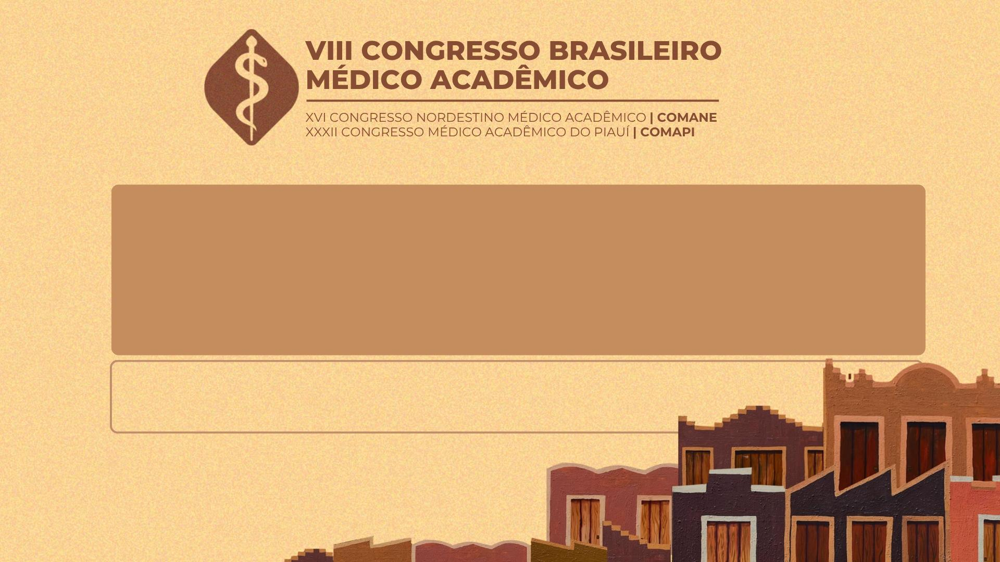 VIII CONGRESSO BRASILEIRO
MÉDICO ACADÊMICO
XVI CONGRESSO NORDESTINO MÉDICO ACADÊMICO | COMANE
XXXII CONGRESSO MÉDICO ACADÊMICO DO PIAUÍ | COMAPI